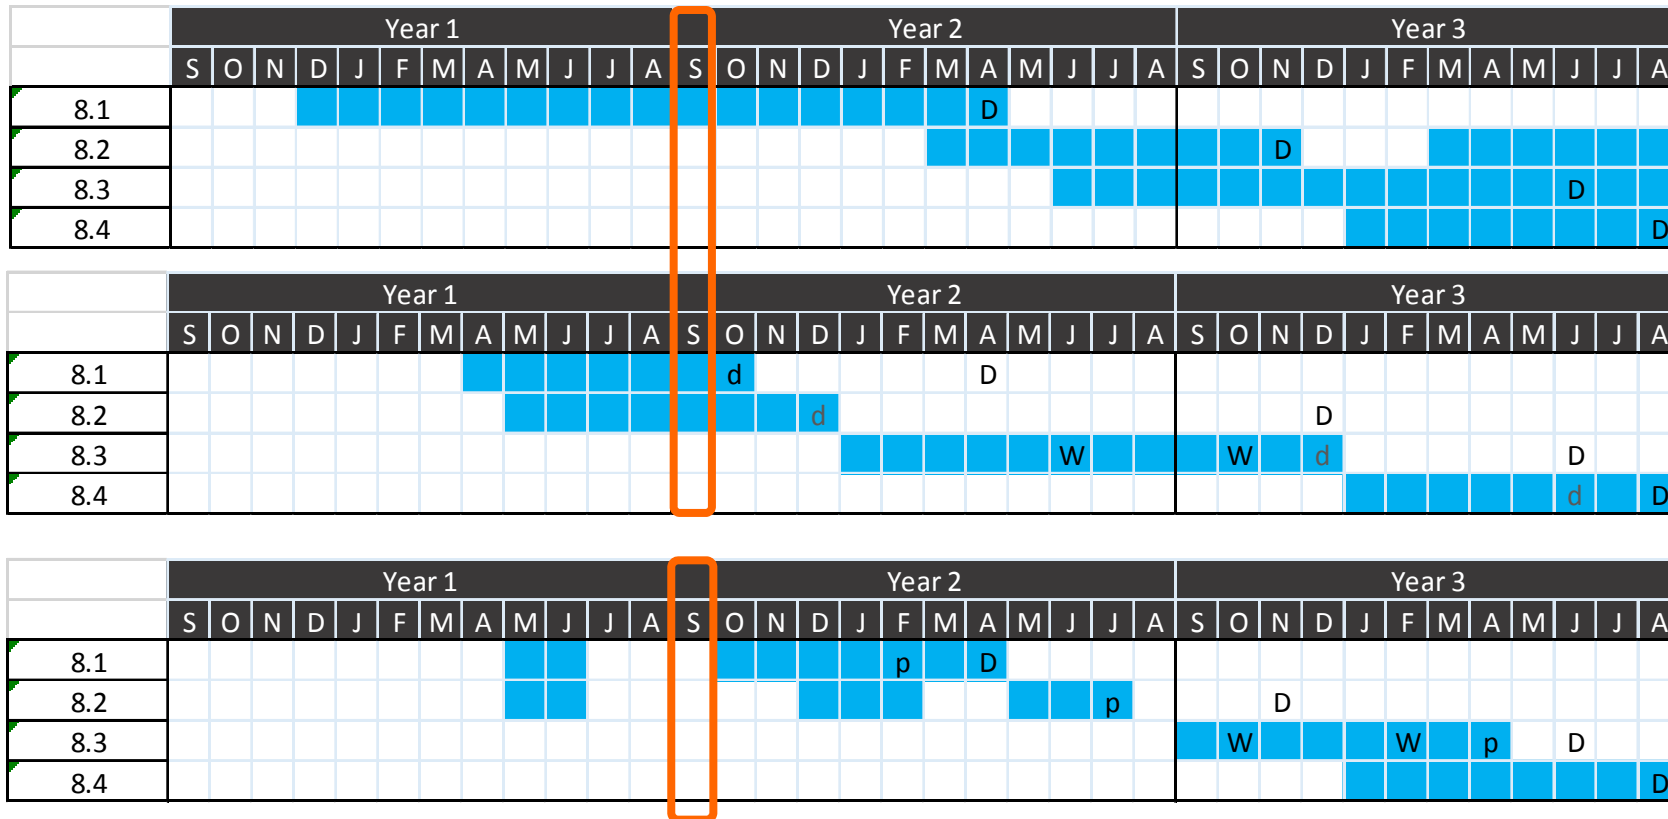 Year 1 Year 2 Year 3
S O N D J F M A M J J A S O N D J F M A M J J A S O N D J F M A M J J A
8.1 D
8.2 D
8.3 D
8.4 D
Year 1 Year 2 Year 3
S O N D J F M A M J J A S O N D J F M A M J J A S O N D J F M A M J J A
8.1 d D
8.2 d D
8.3 W W d D
8.4 d D
Year 1 Year 2 Year 3
S O N D J F M A M J J A S O N D J F M A M J J A S O N D J F M A M J J A
8.1 p D
8.2 p D
8.3 W W p D
8.4 D